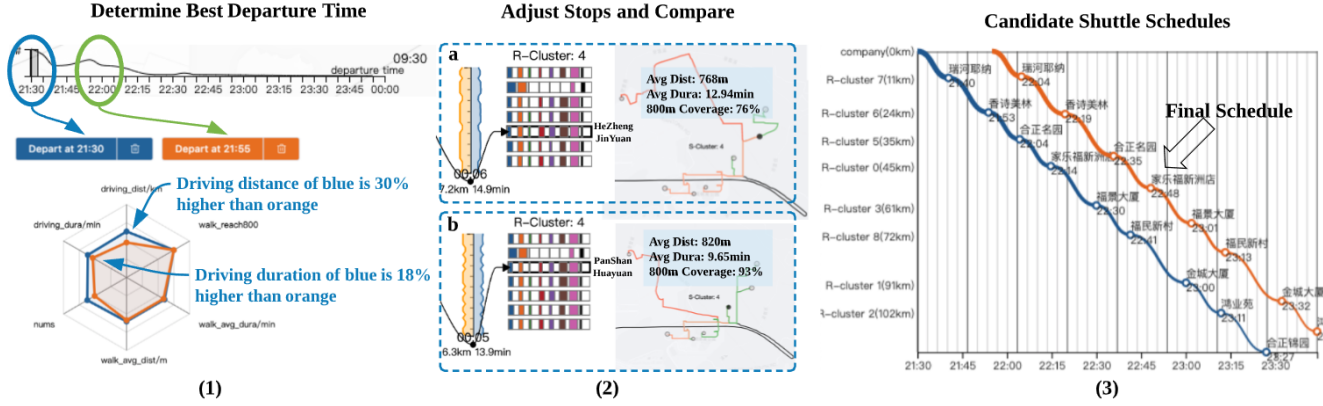 Determine Best Departure Time
09:30
departure time
21:30 21:45 22:00 22:15 22:30 22:45 23:00 23:15 23:30 23:45 00:00
Depart at 21:30
Depart at 21:55
driving_dist/km
Driving distance of blue is 30%
higher than orange
driving_dura/min
walk_reach800
Driving duration of blue is 18%
higher than orange
nums
walk_avg_dura/min
walk_avg_dist/m
(1)
Adjust Stops and Compare
a
R-Cluster: 4
Avg Dist: 768m
Avg Dura: 12.94min
800m Coverage: 76%
HeZheng
JinYuan
S-Cluster: 4
00:06
7.2km 14.9min
b
R-Cluster: 4
Avg Dist: 820m
Avg Dura: 9.65min
800m Coverage: 93%
PanShan
Huayuan
S-Cluster: 4
00:05
6.3km 13.9min
(2)
Candidate Shuttle Schedules
company(0km)
R-cluster 7(11km)
R-cluster 6(24km)
R-cluster 5(35km)
R-cluster 0(45km)
R-cluster 3(61km)
R-cluster 8(72km)
R-cluster 1(91km)
R-cluster 2(102km)
瑞河耶纳
21:40
香诗美林
21:53
合正名园
22:04
家乐福新洲店
22:14
福景大厦
22:30
福民新村
22:41
金城大厦
23:00
鸿业苑
23:11
合正锦园
23:27
瑞河耶纳
22:04
香诗美林
22:19
合正名园
22:35
家乐福新洲店
22:48
福景大厦
23:01
福民新村
23:13
金城大厦
23:32
Final Schedule
21:30 21:45 22:00 22:15 22:30 22:45 23:00 23:15 23:30
(3)